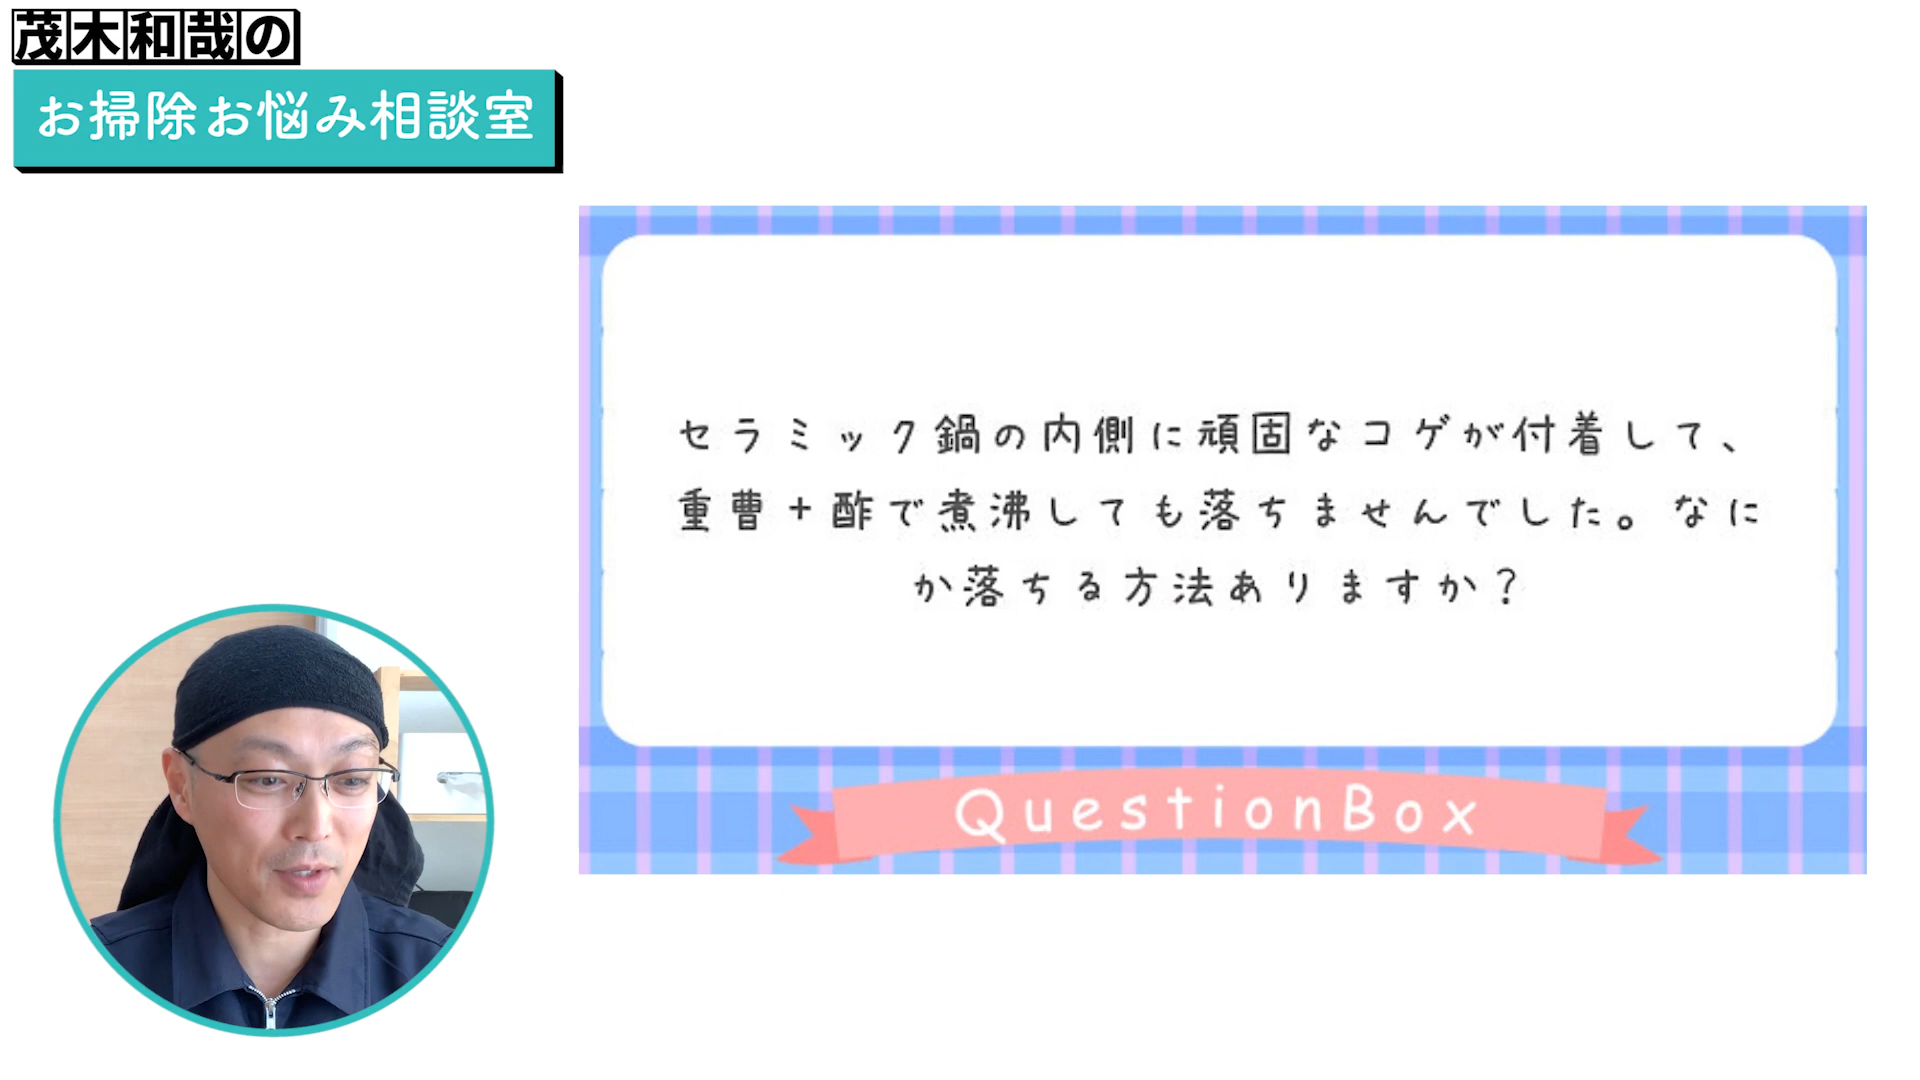 茂木和哉の
お掃除お悩み相談室
セラミック鍋の内側に頑固なコゲが付着して、
重曹+酢で煮沸しても落ちませんでした。なに
か落ちる方法ありますか?
QuestionBox